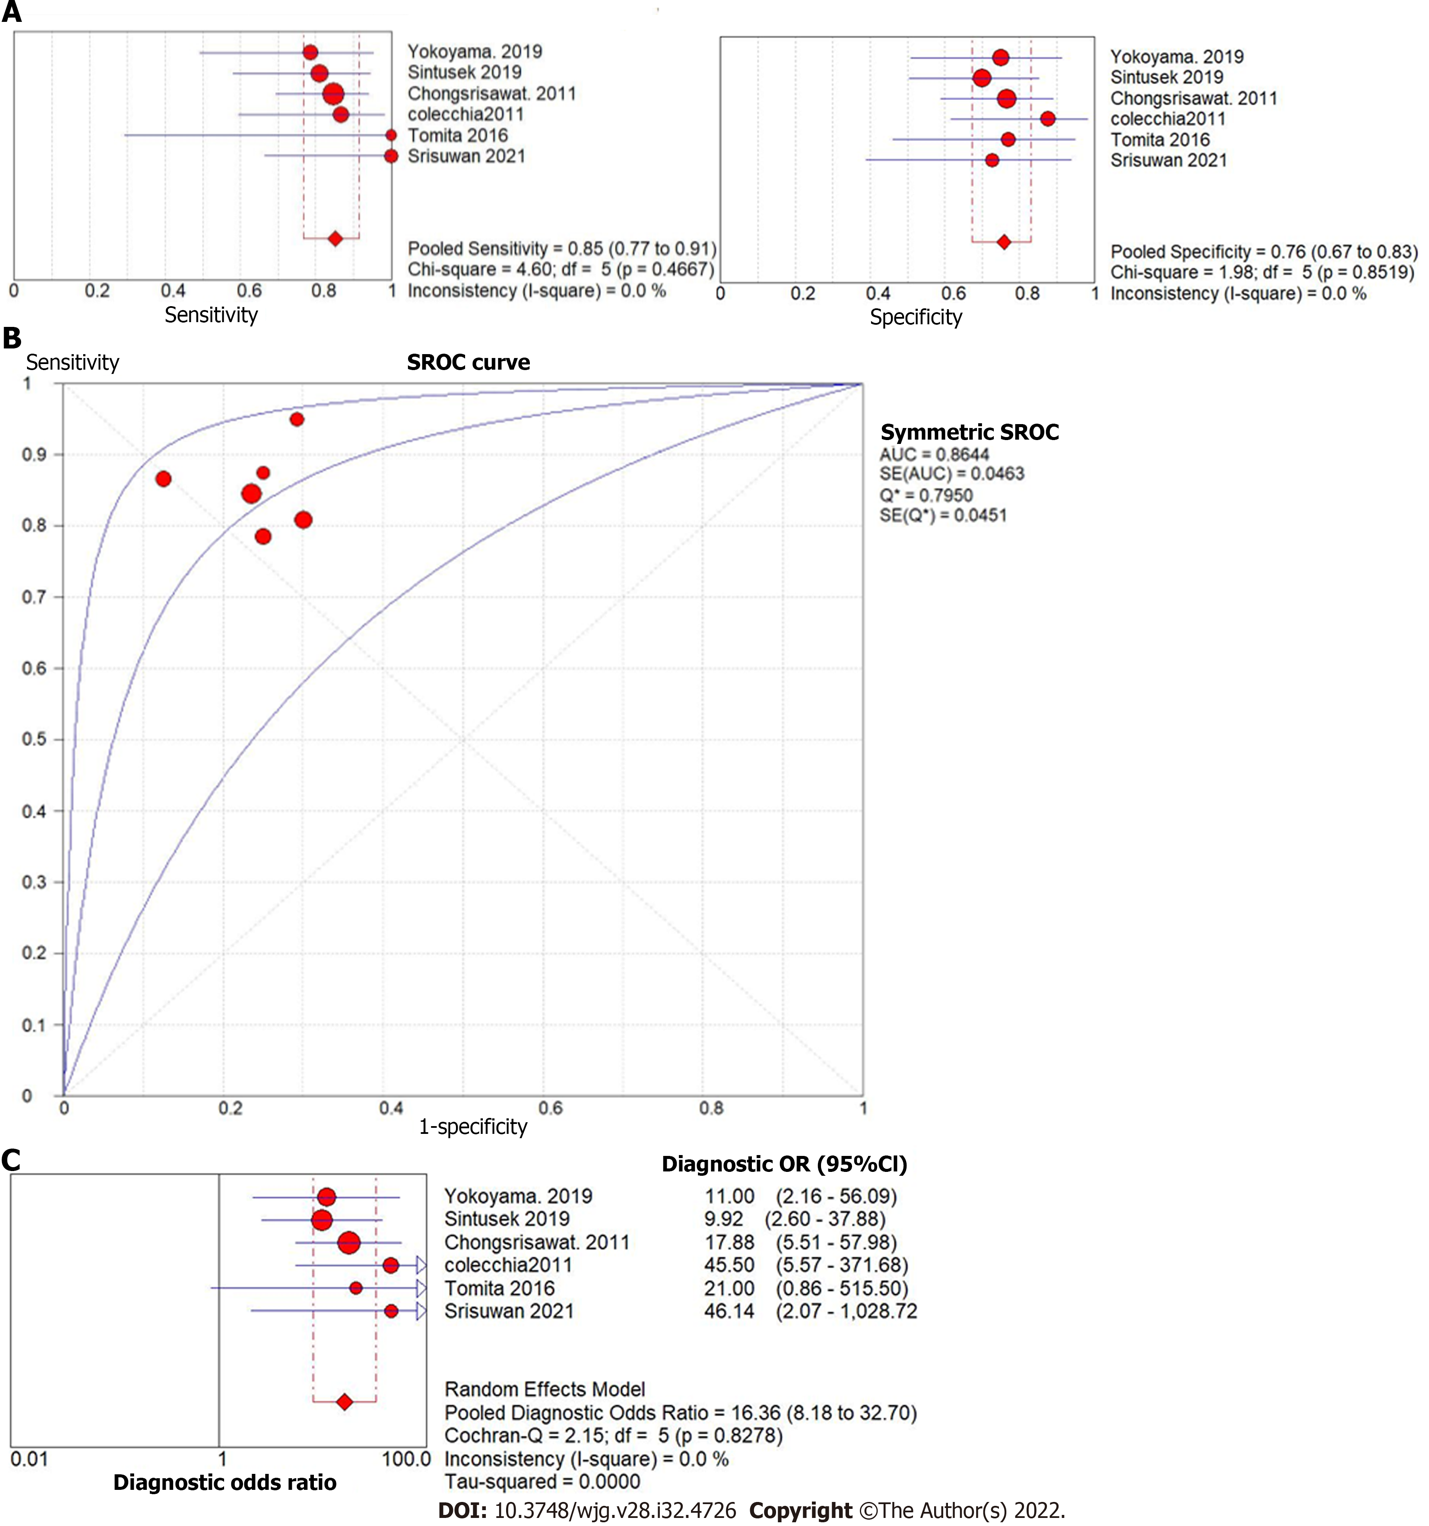 A
Yokoyama. 2019
Sintusek 2019
Chongsrisawat. 2011
colecchia2011
Tomita 2016
Srisuwan 2021
Pooled Sensitivity = 0.85 (0.77 to 0.91)
Chi-square = 4.60; df = 5 (p = 0.4667)
Inconsistency (I-square) = 0.0 %
0 0.2 0.4 0.6 0.8 1
Sensitivity
Yokoyama. 2019
Sintusek 2019
Chongsrisawat. 2011
colecchia2011
Tomita 2016
Srisuwan 2021
Pooled Specificity = 0.76 (0.67 to 0.83)
Chi-square = 1.98; df = 5 (p = 0.8519)
Inconsistency (I-square) = 0.0 %
0 0.2 0.4 0.6 0.8 1
Specificity
B
Sensitivity
SROC curve
1
0.9
0.8
0.7
0.6
0.5
0.4
0.3
0.2
0.1
0
0 0.2 0.4 0.6 0.8 1
1-specificity
Symmetric SROC
AUC = 0.8644
SE(AUC) = 0.0463
Q* = 0.7950
SE(Q*) = 0.0451
C
Diagnostic OR (95%CI)
Yokoyama. 2019 11.00 (2.16 - 56.09)
Sintusek 2019 9.92 (2.60 - 37.88)
Chongsrisawat. 2011 17.88 (5.51 - 57.98)
colecchia2011 45.50 (5.57 - 371.68)
Tomita 2016 21.00 (0.86 - 515.50)
Srisuwan 2021 46.14 (2.07 - 1,028.72
Random Effects Model
Pooled Diagnostic Odds Ratio = 16.36 (8.18 to 32.70)
Cochran-Q = 2.15; df = 5 (p = 0.8278)
Inconsistency (I-square) = 0.0 %
Tau-squared = 0.0000
0.01 1 100.0
Diagnostic odds ratio
DOI: 10.3748/wjg.v28.i32.4726 Copyright ©The Author(s) 2022.